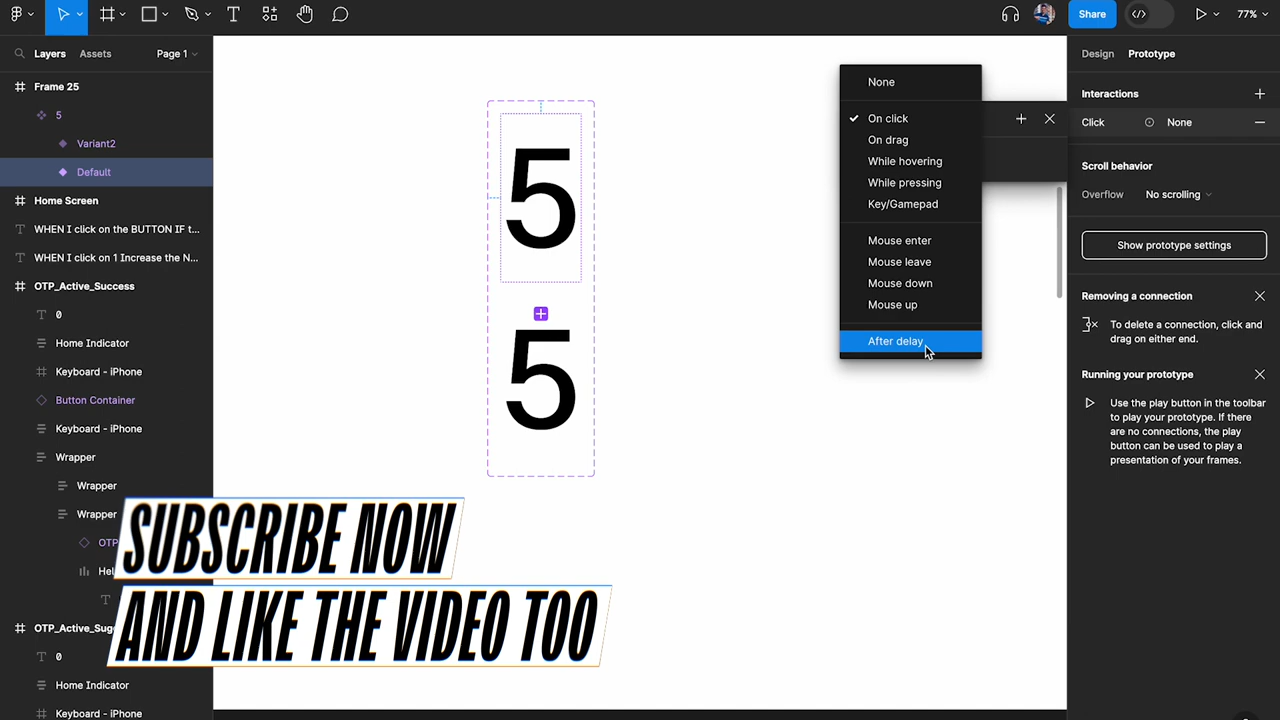 Share
77%
Layers
Assets
Page 1
Frame 25
5
Variant2
Default
Home Screen
WHEN I click on the BUTTON IF t...
WHEN I click on 1 Increase the N...
OTP_Active_Success
0
Home Indicator
Keyboard - iPhone
Button Container
Keyboard - iPhone
Wrapper
Wrapper
Wrapper
OTP
Hel
T
OTP_Active_Suc
0
Home Indicator
Keyboard - iPhone
5
5
None
On click
On drag
While hovering
While pressing
Key/Gamepad
Mouse enter
Mouse leave
Mouse down
Mouse up
After delay
Design
Prototype
Interactions
Click
None
Scroll behavior
Overflow
No scrolling
Show prototype settings
Removing a connection
To delete a connection, click and
drag on either end.
Running your prototype
Use the play button in the toolbar
to play your prototype. If there
are no connections, the play
button can be used to play a
presentation of your frames.
SUBSCRIBE NOW
AND LIKE THE VIDEO TOO